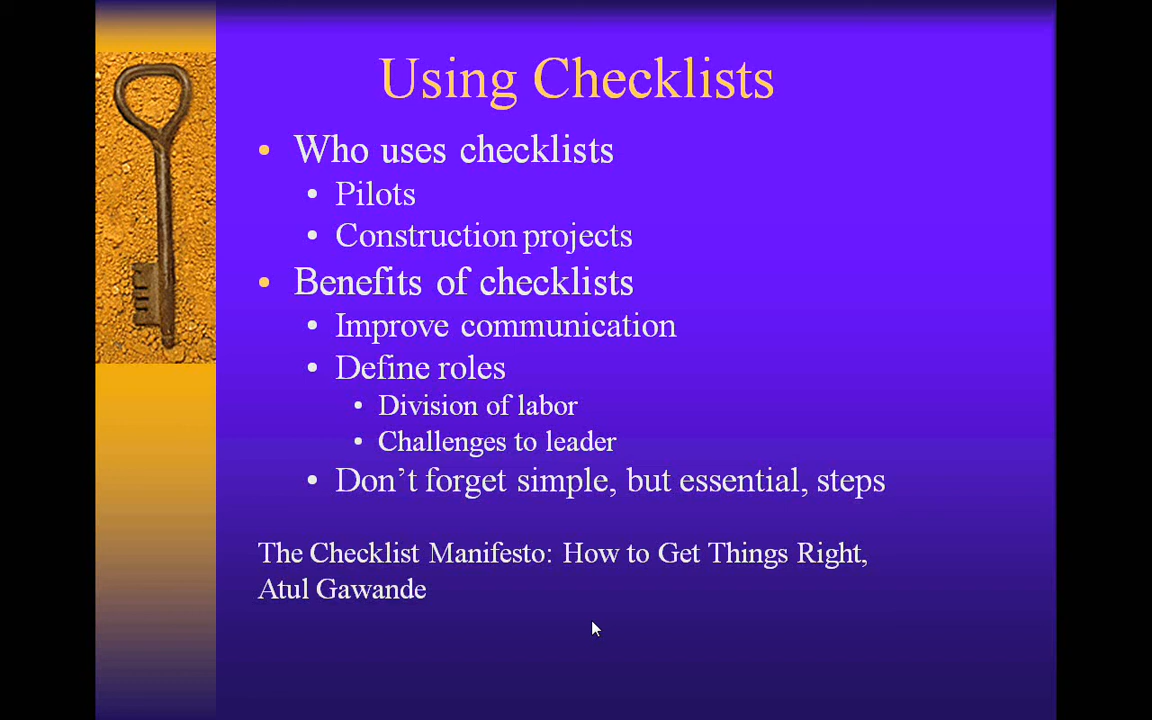 Using Checklists
• Who uses checklists
• Pilots
• Construction projects
• Benefits of checklists
• Improve communication
• Define roles
• Division of labor
• Challenges to leader
• Don’t forget simple, but essential, steps
The Checklist Manifesto: How to Get Things Right,
Atul Gawande